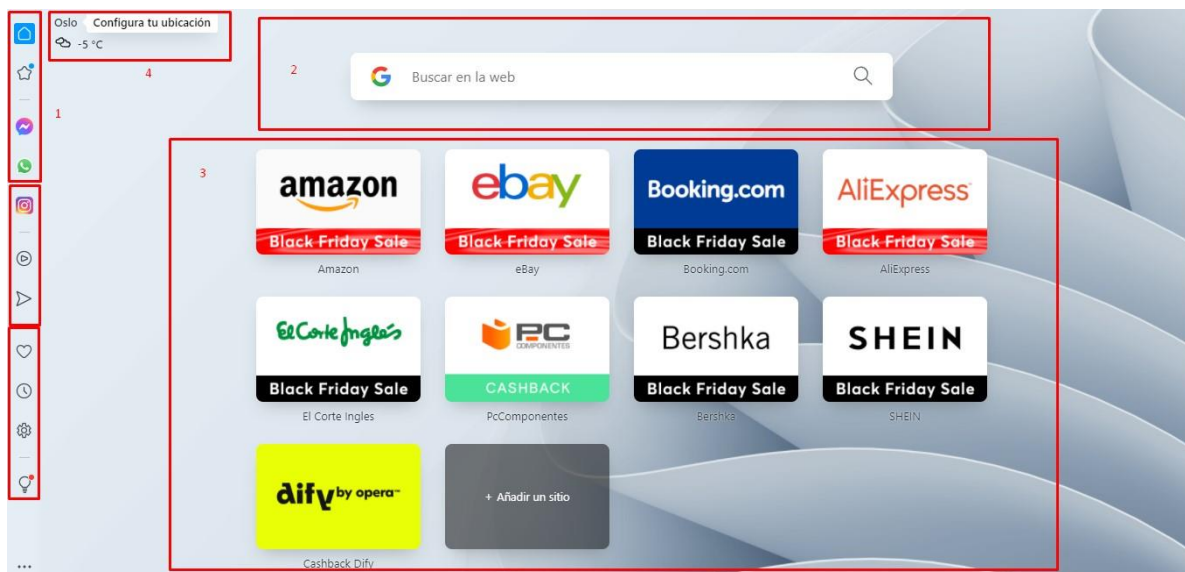 Oslo Configura tu ubicación
-5 °C
4
2
Buscar en la web
1
3
amazon
ebay
Booking.com
AliExpress
Black Friday Sale
Black Friday Sale
Black Friday Sale
Black Friday Sale
Amazon
eBay
Booking.com
AliExpress
El Corte Inglés
PC COMPONENTES
Bershka
SHEIN
Black Friday Sale
CASHBACK
Black Friday Sale
Black Friday Sale
El Corte Ingles
PcComponentes
Bershka
SHEIN
dify by opera
+ Añadir un sitio
Cashback Dify